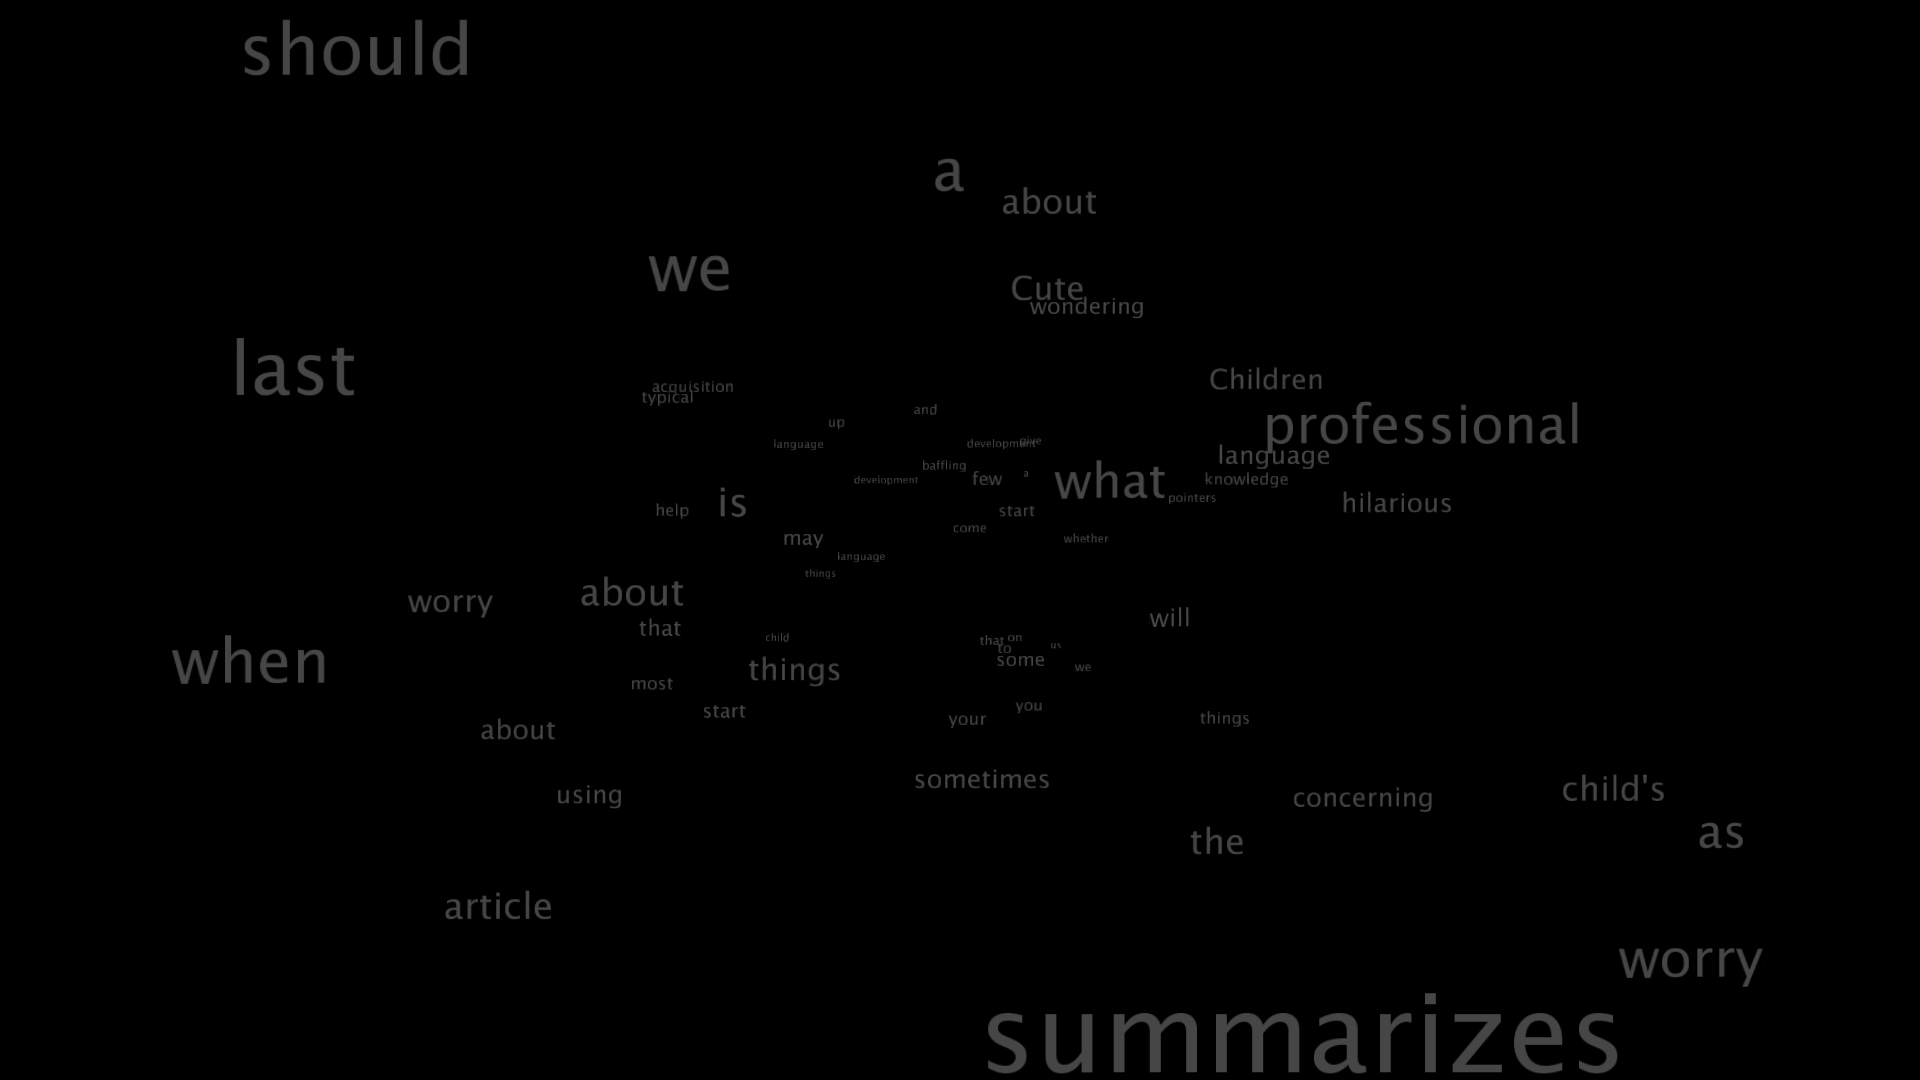 should
a
about
we
Cute
wondering
last
Children
acquisition
typical
and
professional
up
give
language
development
language
baffling
a
few
what
knowledge
development
pointers
is
hilarious
help
start
come
may
whether
language
things
about
worry
will
that
child
on
that
to
us
some
when
things
we
most
you
start
your
things
about
sometimes
child's
using
concerning
as
the
article
worry
summarizes